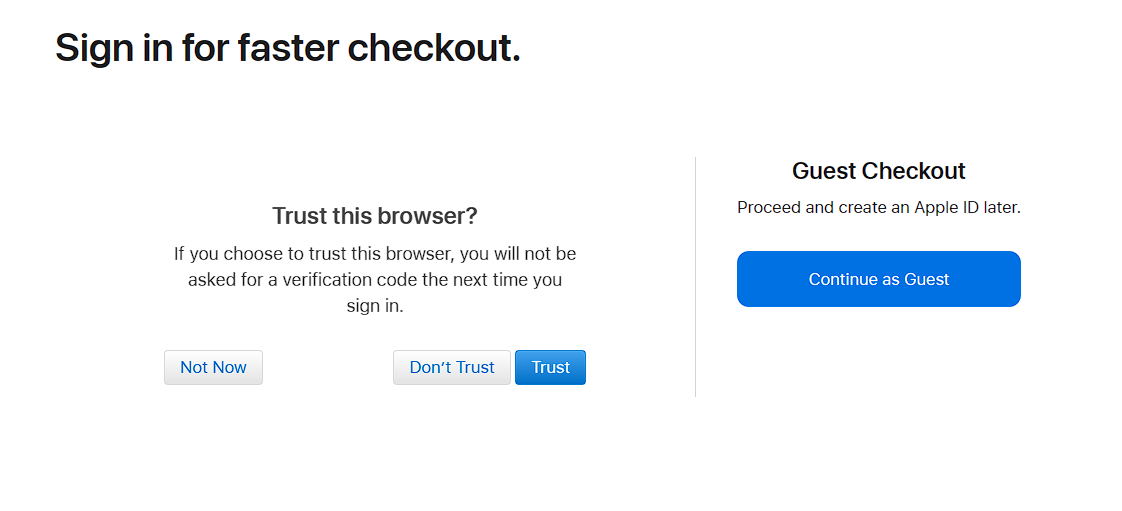 Sign in for faster checkout.
Trust this browser?
If you choose to trust this browser, you will not be
asked for a verification code the next time you
sign in.
Not Now
Don’t Trust
Trust
Guest Checkout
Proceed and create an Apple ID later.
Continue as Guest